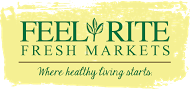 FEEL RITE
FRESH MARKETS
Where healthy living starts.